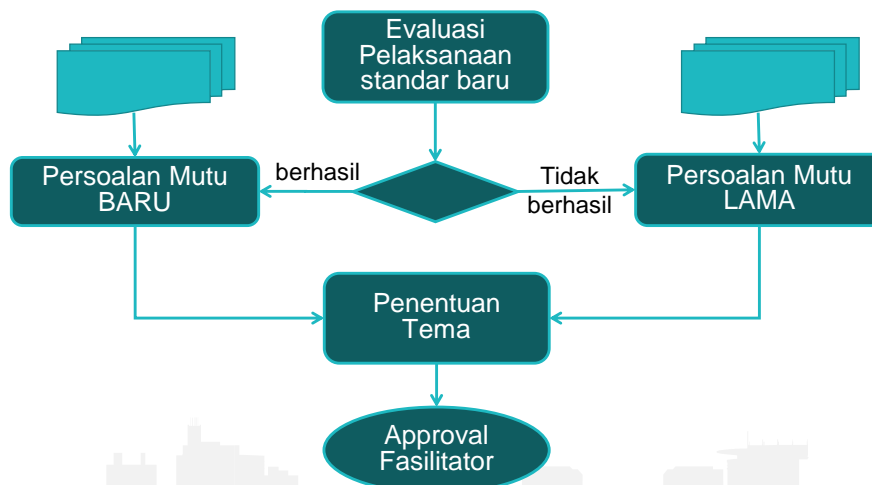 Evaluasi
Pelaksanaan
standar baru
berhasil
Tidak
berhasil
Persoalan Mutu
BARU
Persoalan Mutu
LAMA
Penentuan
Tema
Approval
Fasilitator